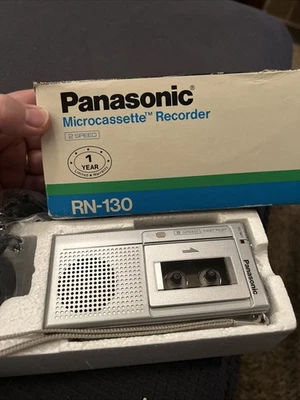 Panasonic
Microcassette™ Recorder
2-SPEED
1
YEAR
RN-130
Panasonic